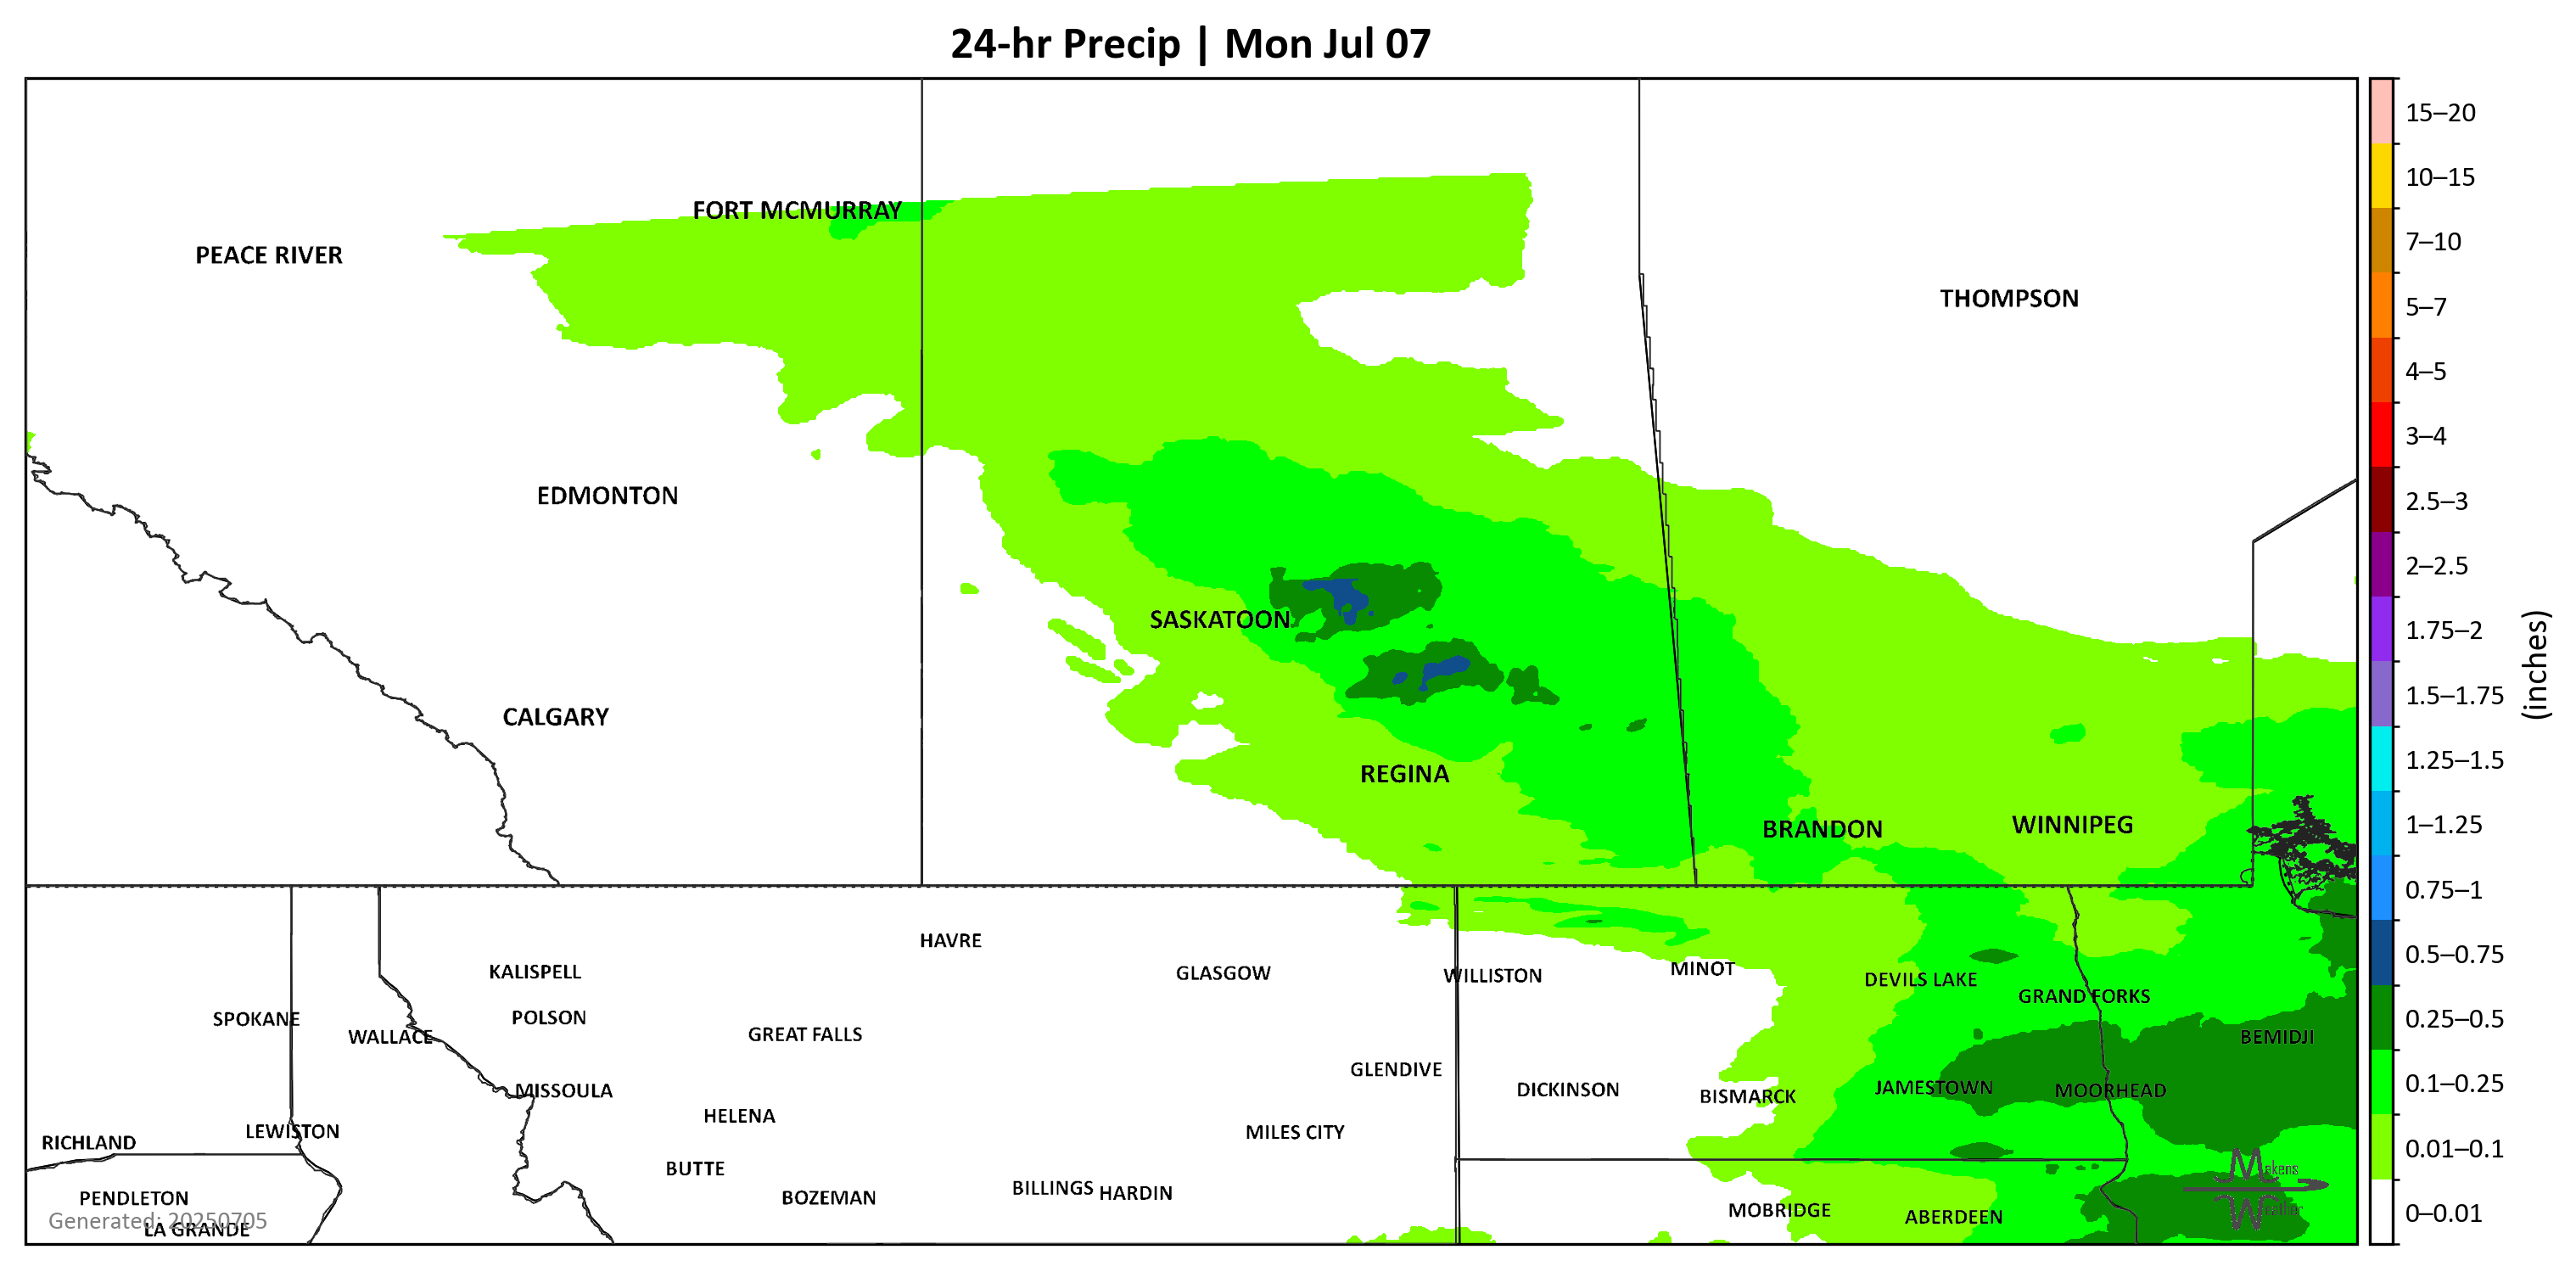 24-hr Precip | Mon Jul 07
FORT MCMURRAY
PEACE RIVER
THOMPSON
EDMONTON
SASKATOON
CALGARY
REGINA
WINNIPEG
BRANDON
HAVRE
MINOT
KALISPELL
GLASGOW
WILLISTON
DEVILS LAKE
GRAND FORKS
SPOKANE
POLSON
WALLACE
GREAT FALLS
BEMIDJI
GLENDIVE
MISSOULA
DICKINSON
BISMARCK
JAMESTOWN
MOORHEAD
HELENA
LEWISTON
MILES CITY
RICHLAND
BUTTE
BILLINGS
HARDIN
PENDLETON
BOZEMAN
MOBRIDGE
ABERDEEN
Generated: 20250705
LA GRANDE
Makens
Weather
15–20
10–15
7–10
5–7
4–5
3–4
2.5–3
2–2.5
1.75–2
1.5–1.75
1.25–1.5
1–1.25
0.75–1
0.5–0.75
0.25–0.5
0.1–0.25
0.01–0.1
0–0.01
(inches)